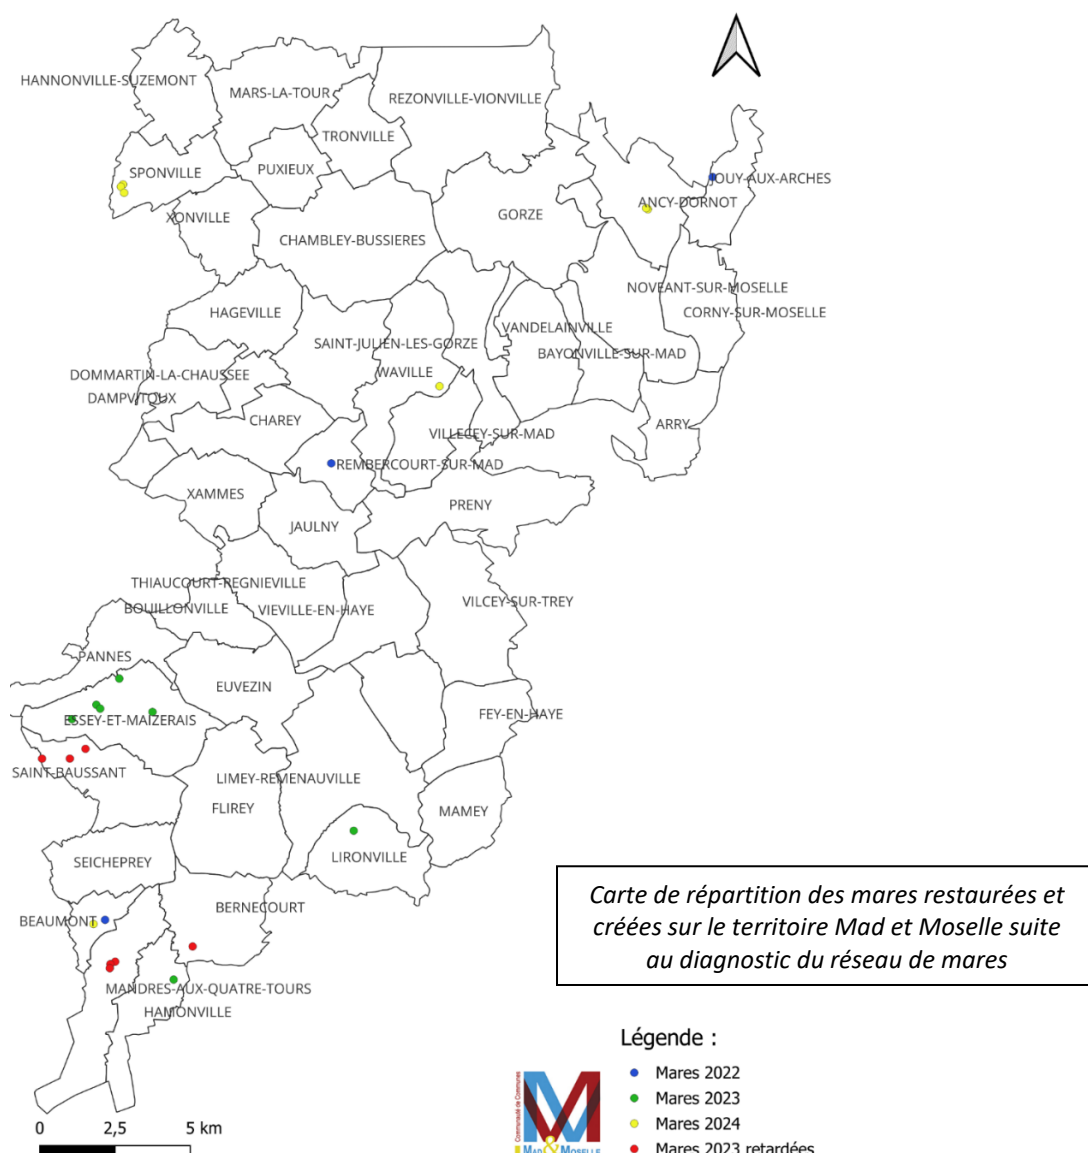 HANNONVILLE-SUZEMONT
MARS-LA-TOUR
REZONVILLE-VIONVILLE
TRONVILLE
SPONVILLE
PUXIEUX
JOUY-AUX-ARCHES
ANCY-DORNOT
XONVILLE
GORZE
CHAMBLEY-BUSSIERES
NOVEANT-SUR-MOSELLE
HAGEVILLE
CORNY-SUR-MOSELLE
VANDELAINVILLE
SAINT-JULIEN-LES-GORZE
BAYONVILLE-SUR-MAD
DOMMARTIN-LA-CHAUSSEE
WAVILLE
DAMPVITOUX
CHAREY
ARRY
VILLECEY-SUR-MAD
REMBERCOURT-SUR-MAD
XAMMES
PRENY
JAULNY
THIAUCOURT-REGNIEVILLE
BOUILLONVILLE
VIEVILLE-EN-HAYE
VILCEY-SUR-TREY
PANNES
EUVEZIN
ESSEY-ET-MAIZERAIS
FEY-EN-HAYE
SAINT-BAUSSANT
LIMEY-REMENAUVILLE
FLIREY
MAMEY
SEICHEPREY
LIRONVILLE
BERNECOURT
BEAUMONT
MANDRES-AUX-QUATRE-TOURS
HAMONVILLE
Carte de répartition des mares restaurées et
créées sur le territoire Mad et Moselle suite
au diagnostic du réseau de mares
Légende :
Mares 2022
Mares 2023
Mares 2024
Mares 2023 retardées
Communauté de Communes
MAD & MOSELLE
0 2,5 5 km